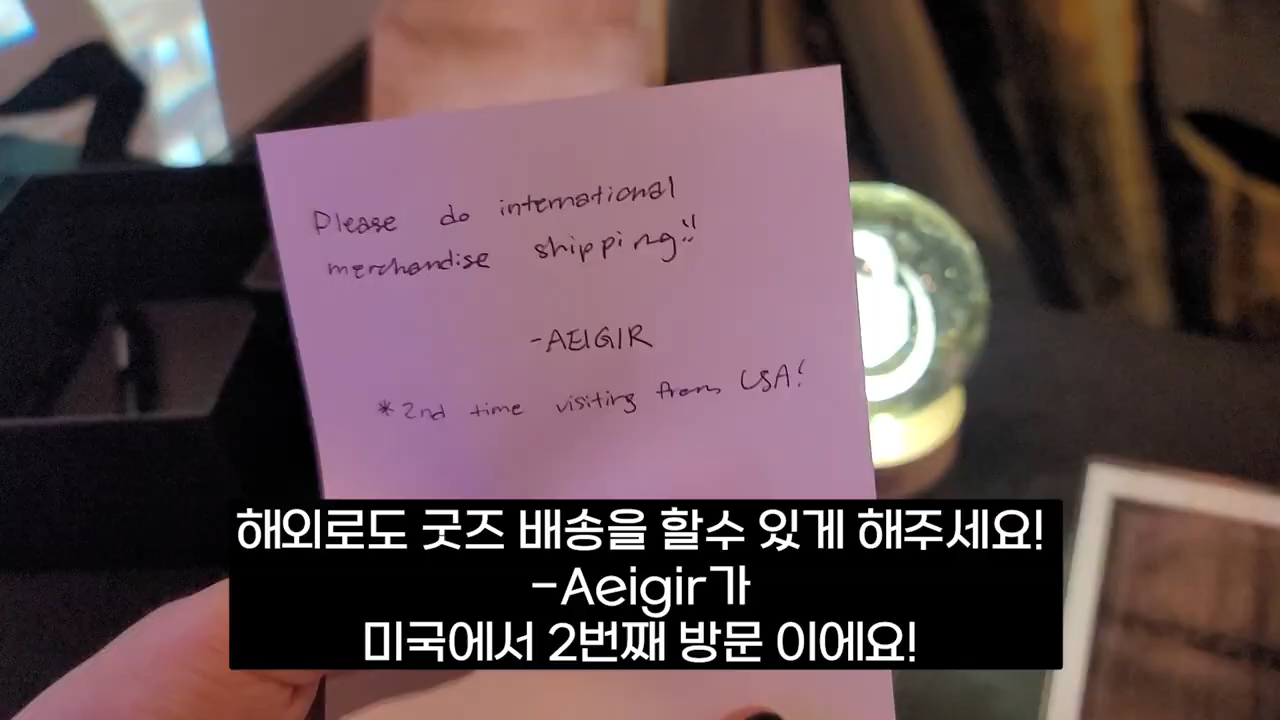 Please do international
merchandise shipping!!
-AEIGIR
*2nd time visiting from USA!
해외로도 굿즈 배송을 할수 있게 해주세요!
-Aeigir가
미국에서 2번째 방문 이에요!